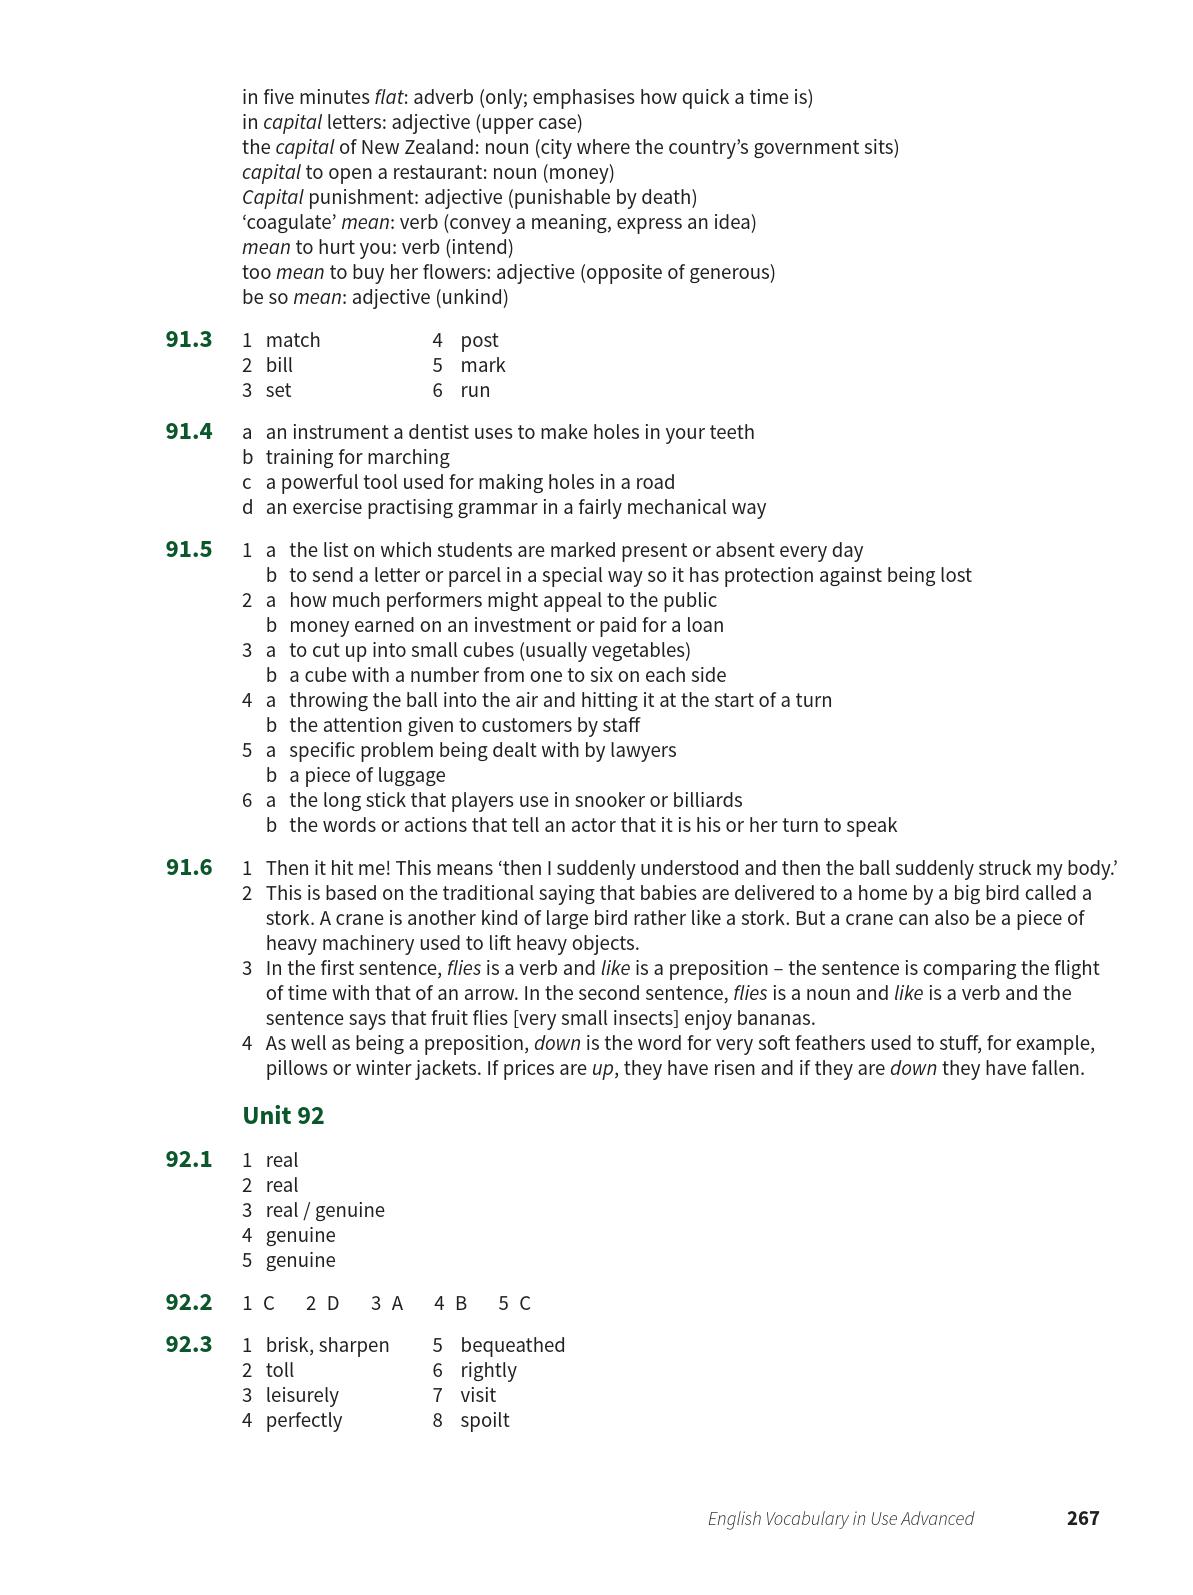 in five minutes flat: adverb (only; emphasises how quick a time is)
in capital letters: adjective (upper case)
the capital of New Zealand: noun (city where the country’s government sits)
capital to open a restaurant: noun (money)
Capital punishment: adjective (punishable by death)
‘coagulate’ mean: verb (convey a meaning, express an idea)
mean to hurt you: verb (intend)
too mean to buy her flowers: adjective (opposite of generous)
be so mean: adjective (unkind)
91.3 1 match 4 post
2 bill 5 mark
3 set 6 run
91.4 a an instrument a dentist uses to make holes in your teeth
b training for marching
c a powerful tool used for making holes in a road
d an exercise practising grammar in a fairly mechanical way
91.5 1 a the list on which students are marked present or absent every day
b to send a letter or parcel in a special way so it has protection against being lost
2 a how much performers might appeal to the public
b money earned on an investment or paid for a loan
3 a to cut up into small cubes (usually vegetables)
b a cube with a number from one to six on each side
4 a throwing the ball into the air and hitting it at the start of a turn
b the attention given to customers by staff
5 a specific problem being dealt with by lawyers
b a piece of luggage
6 a the long stick that players use in snooker or billiards
b the words or actions that tell an actor that it is his or her turn to speak
91.6 1 Then it hit me! This means ‘then I suddenly understood and then the ball suddenly struck my body.’
2 This is based on the traditional saying that babies are delivered to a home by a big bird called a
stork. A crane is another kind of large bird rather like a stork. But a crane can also be a piece of
heavy machinery used to lift heavy objects.
3 In the first sentence, flies is a verb and like is a preposition – the sentence is comparing the flight
of time with that of an arrow. In the second sentence, flies is a noun and like is a verb and the
sentence says that fruit flies [very small insects] enjoy bananas.
4 As well as being a preposition, down is the word for very soft feathers used to stuff, for example,
pillows or winter jackets. If prices are up, they have risen and if they are down they have fallen.
Unit 92
92.1 1 real
2 real
3 real / genuine
4 genuine
5 genuine
92.2 1 C 2 D 3 A 4 B 5 C
92.3 1 brisk, sharpen 5 bequeathed
2 toll 6 rightly
3 leisurely 7 visit
4 perfectly 8 spoilt
English Vocabulary in Use Advanced 267